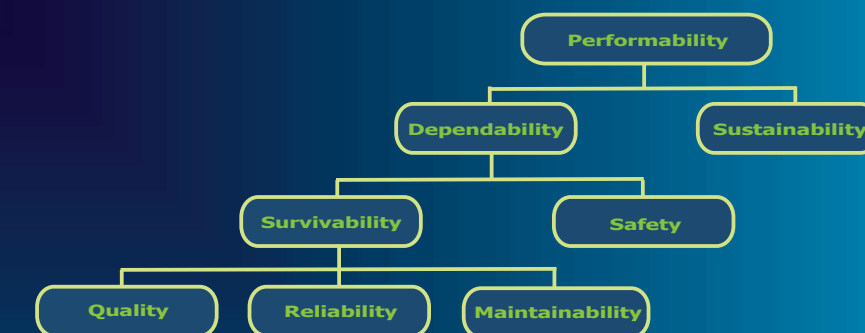 Performability
Dependability
Sustainability
Survivability
Safety
Quality
Reliability
Maintainability